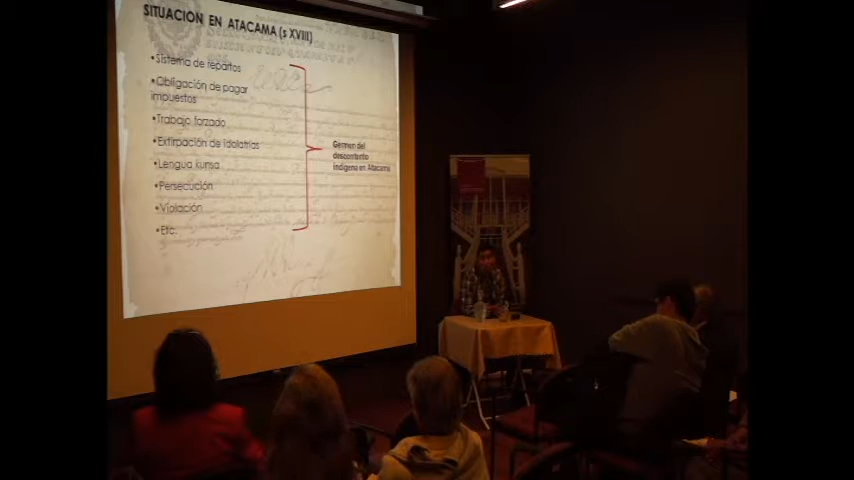 SITUACIÓN EN ATACAMA (s XVIII)
•Sistema de repartos
•Obligación de pagar
impuestos
•Trabajo forzado
•Extirpación de idolatrías
•Lengua kunsa
•Persecución
•Violación
•Etc.
Germen del
descontento
indígena en Atacama